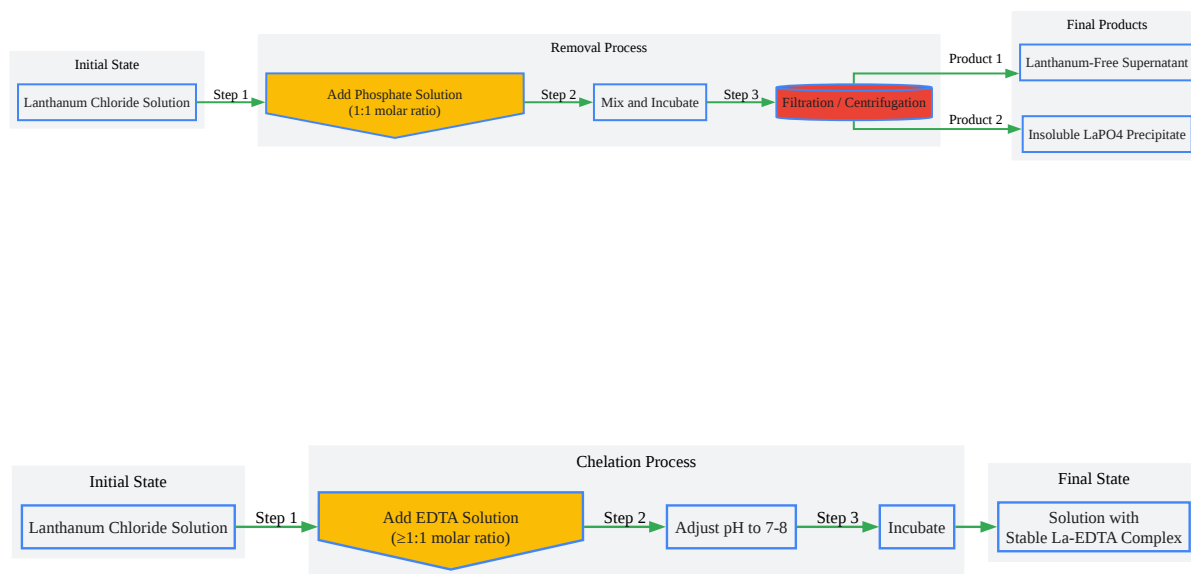 Initial State
Lanthanum Chloride Solution
Step 1
Removal Process
Add Phosphate Solution
(1:1 molar ratio)
Step 2
Mix and Incubate
Step 3
Filtration / Centrifugation
Product 1
Product 2
Final Products
Lanthanum-Free Supernatant
Insoluble LaPO4 Precipitate
Initial State
Lanthanum Chloride Solution
Step 1
Chelation Process
Add EDTA Solution
(≥1:1 molar ratio)
Step 2
Adjust pH to 7-8
Step 3
Incubate
Final State
Solution with
Stable La-EDTA Complex